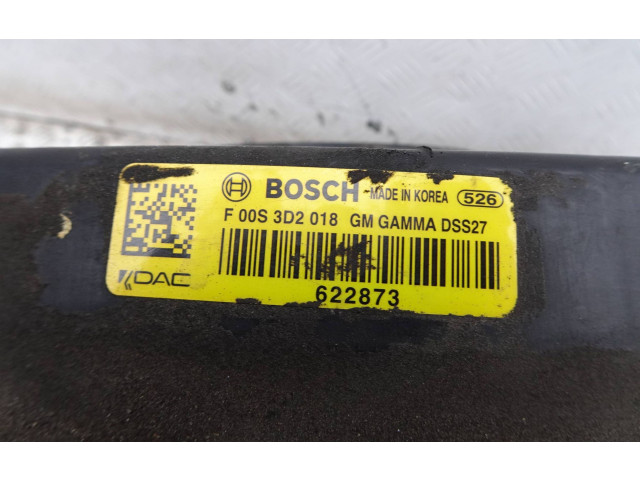 BOSCH MADE IN KOREA 526
F 00S 3D2 018 GM GAMMA DSS27
DAC
622873